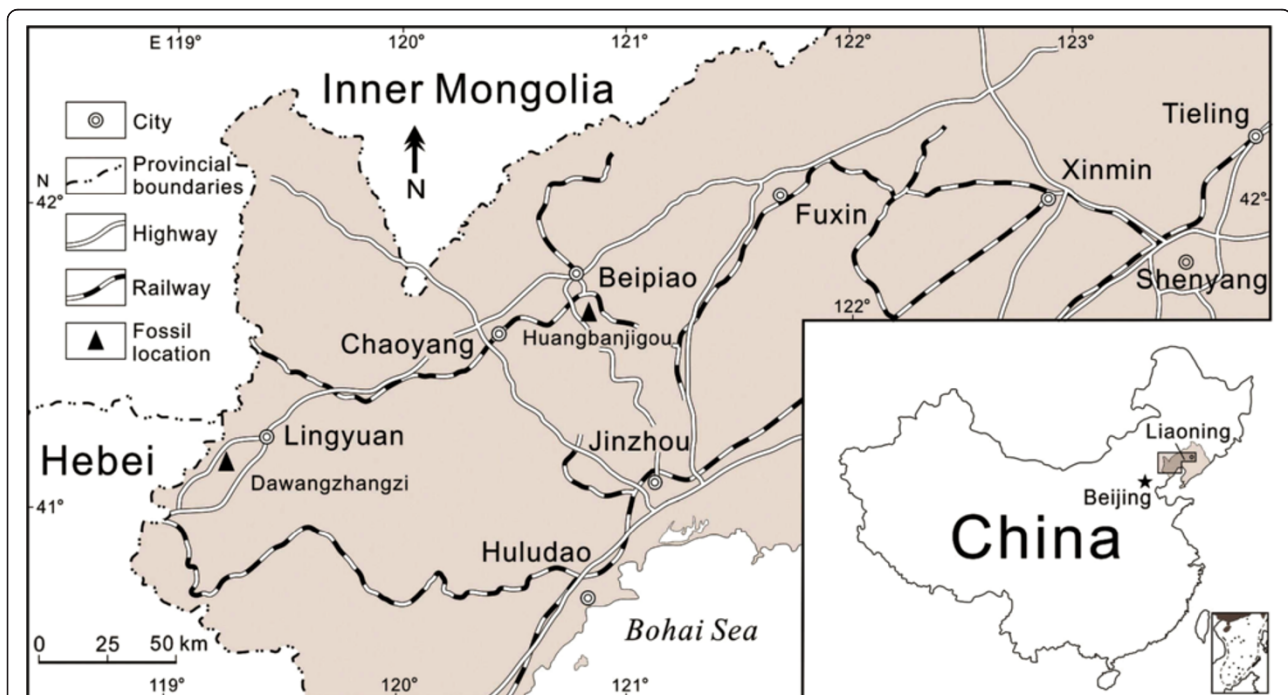 E 119°
120°
121°
122°
123°
Inner Mongolia
N
City
Provincial
boundaries
Highway
Railway
Fossil
location
N
42°
Tieling
Xinmin
42°
Fuxin
Shenyang
Beipiao
122°
Huangbanjigou
Chaoyang
Lingyuan
Jinzhou
Hebei
Dawangzhangzi
41°
41°
Huludao
Bohai Sea
0 25 50 km
119°
120°
121°
Liaoning
Beijing
China